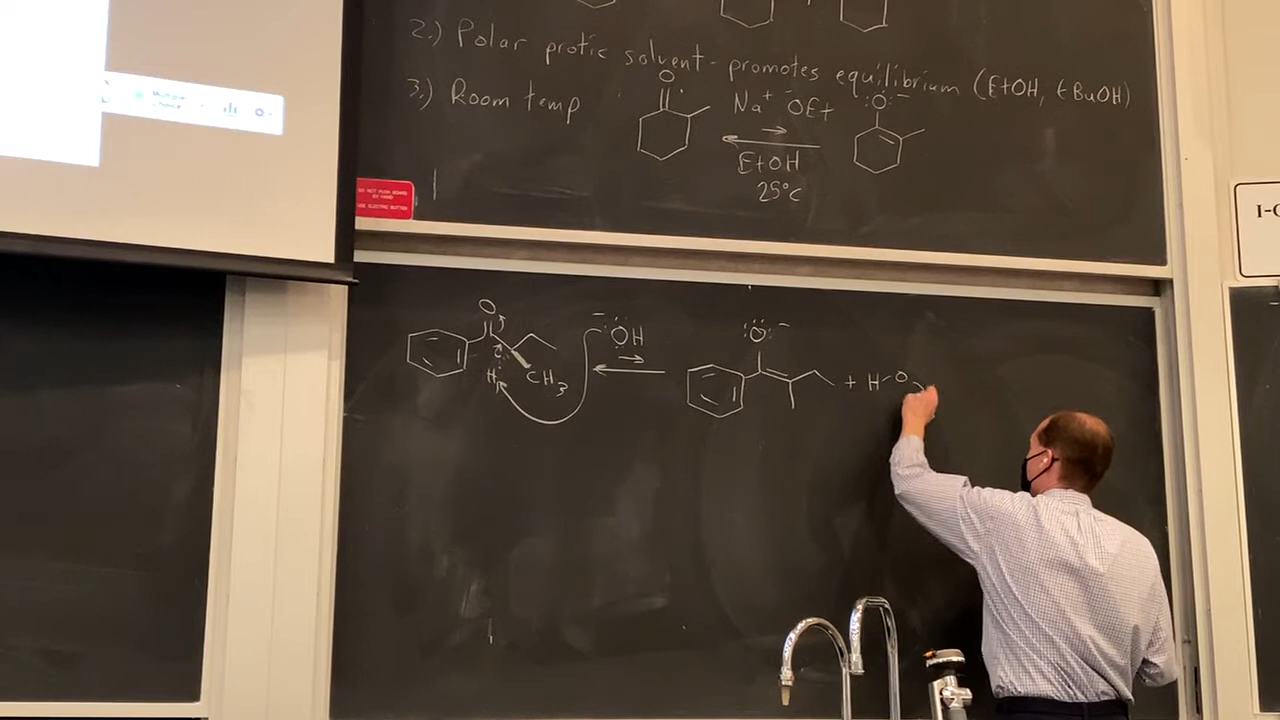 2.) Polar protic solvent - promotes equilibrium (EtOH, t-BuOH)
3.) Room temp
O
Na+ -OEt
:O:-
EtOH
25°C
DO NOT PUSH BOARD
BY HAND
USE ELECTRIC BUTTON
I-C
O
-:OH
H
CH3
:O:-
+ H-O